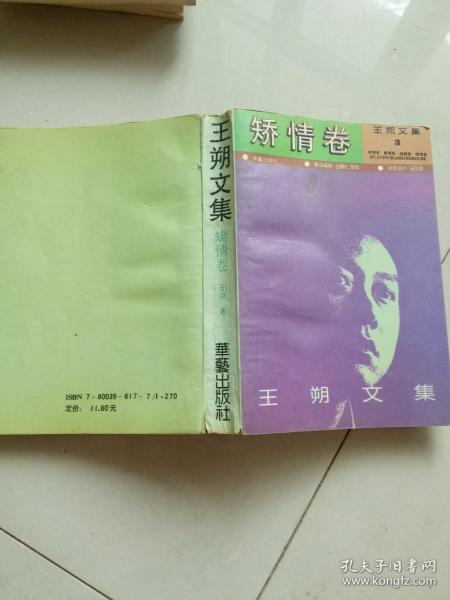 矫情卷
王朔文集
3
王朔文集
王朔文集
矫情卷
王朔 著
華藝出版社
ISBN 7-80039-617-7/I·270
定价: 11.60元
孔夫子旧书网
www.kongfz.com